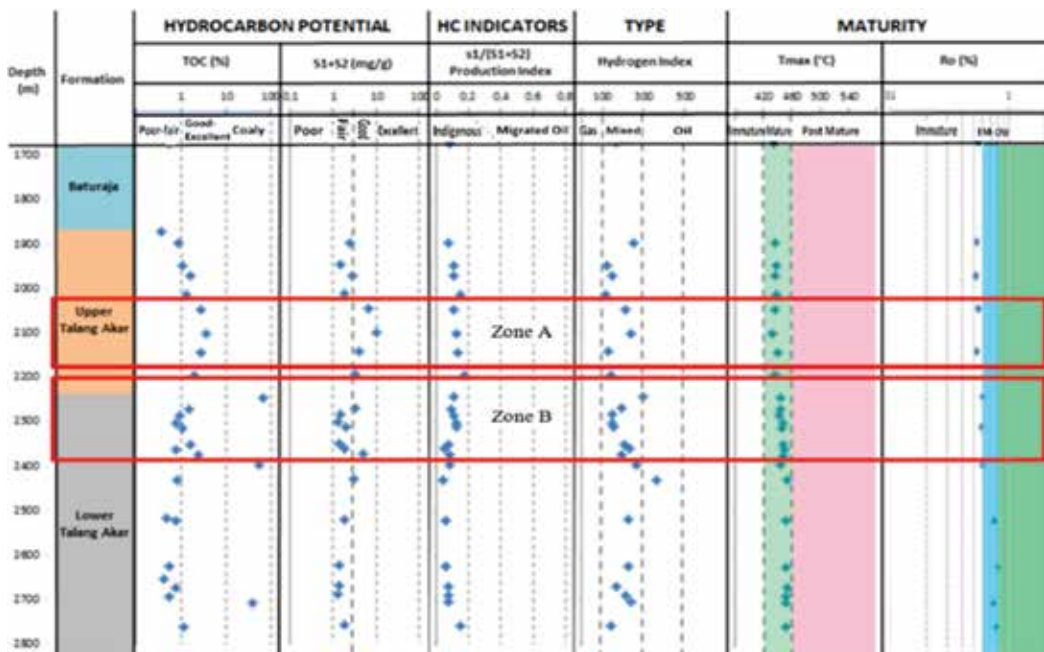 HYDROCARBON POTENTIAL HC INDICATORS TYPE MATURITY
Depth (m) Formation TOC (%) S1+S2 (mg/g) s1/(S1+S2) Production Index Hydrogen Index Tmax (°C) Ro (%)
1 10 100 0.1 1 10 100 0 0.2 0.4 0.6 0.8 100 300 500 420 460 500 540 1
Poor-fair Good-Excellent Coaly Poor Fair Excellent Indigenous Migrated Oil Gas Mixed Oil Immature Mature Post Mature Immature EM OW
1700
Baturaja
1800
1900
2000
Upper
Talang Akar
2100 Zone A
2200
2300 Zone B
2400
2500
Lower
Talang Akar
2600
2700
2800